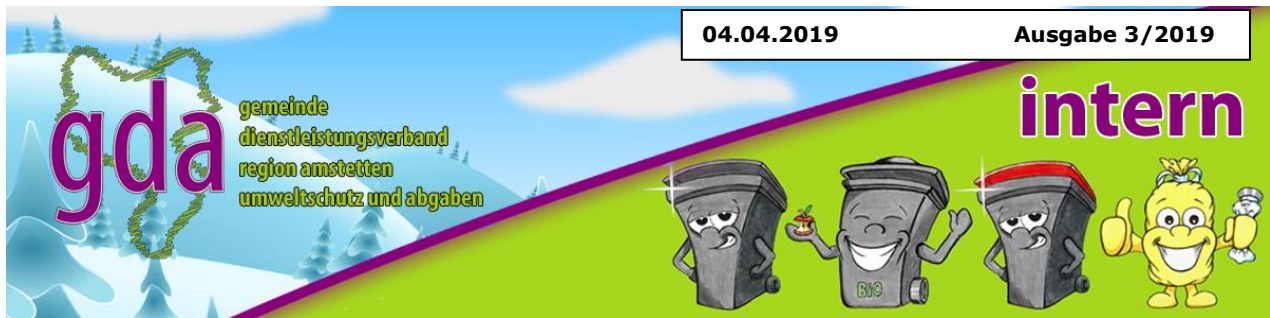 04.04.2019 Ausgabe 3/2019
gda
gemeinde
dienstleistungsverband
region amstetten
umweltschutz und abgaben
intern
BIO